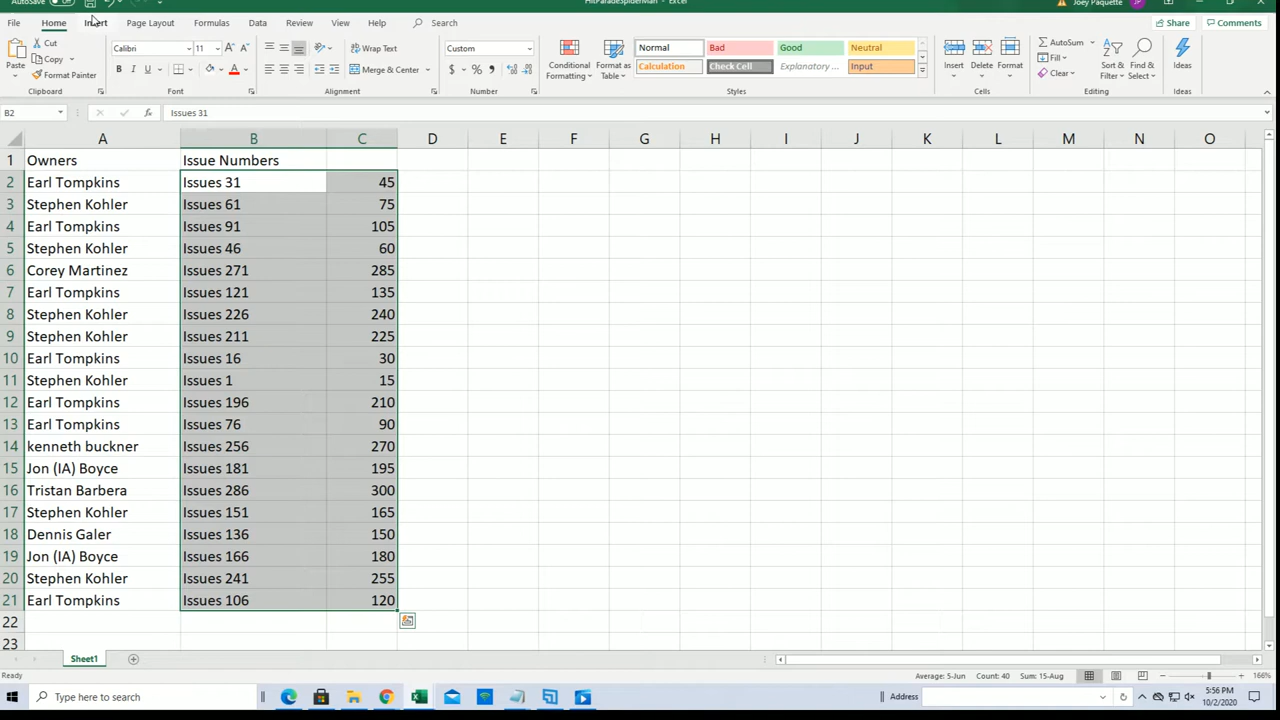 AutoSave Off HitParadeSpiderMan - Excel Joey Paquette JP
File Home Insert Page Layout Formulas Data Review View Help Search Share Comments
Paste Cut Copy Format Painter Clipboard
Calibri 11 B I U Font
Wrap Text Merge & Center Alignment
Custom $ % , Number
Conditional Formatting Format as Table
Normal Bad Good Neutral
Calculation Check Cell Explanatory ... Input
Styles
Insert Delete Format Cells
AutoSum Fill Clear Sort & Filter Find & Select Editing
Ideas Ideas
B2 fx Issues 31
A B C D E F G H I J K L M N O
1 Owners Issue Numbers
2 Earl Tompkins Issues 31 45
3 Stephen Kohler Issues 61 75
4 Earl Tompkins Issues 91 105
5 Stephen Kohler Issues 46 60
6 Corey Martinez Issues 271 285
7 Earl Tompkins Issues 121 135
8 Stephen Kohler Issues 226 240
9 Stephen Kohler Issues 211 225
10 Earl Tompkins Issues 16 30
11 Stephen Kohler Issues 1 15
12 Earl Tompkins Issues 196 210
13 Earl Tompkins Issues 76 90
14 kenneth buckner Issues 256 270
15 Jon (IA) Boyce Issues 181 195
16 Tristan Barbera Issues 286 300
17 Stephen Kohler Issues 151 165
18 Dennis Galer Issues 136 150
19 Jon (IA) Boyce Issues 166 180
20 Stephen Kohler Issues 241 255
21 Earl Tompkins Issues 106 120
22
23
Sheet1
Ready Average: 5-Jun Count: 40 Sum: 15-Aug 166%
Type here to search Address 5:56 PM
10/2/2020